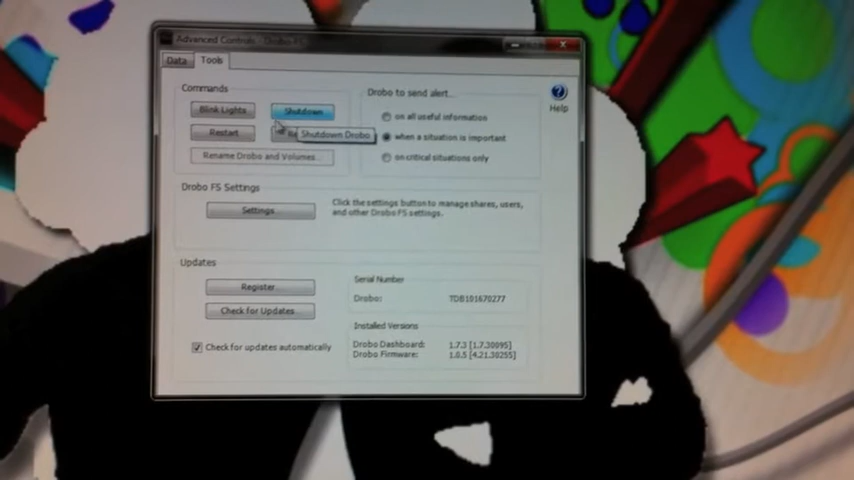 Advanced Controls - Drobo FS
Data
Tools
Commands
Blink Lights
Shutdown
Restart
Shutdown Drobo
Rename Drobo and Volumes...
Drobo to send alert...
on all useful information
when a situation is important
on critical situations only
Help
Drobo FS Settings
Settings...
Click the settings button to manage shares, users,
and other Drobo FS settings.
Updates
Register...
Check for Updates...
Check for updates automatically
Serial Number
Drobo: TDB101670277
Installed Versions
Drobo Dashboard: 1.7.3 [1.7.30095]
Drobo Firmware: 1.0.5 [4.21.30255]